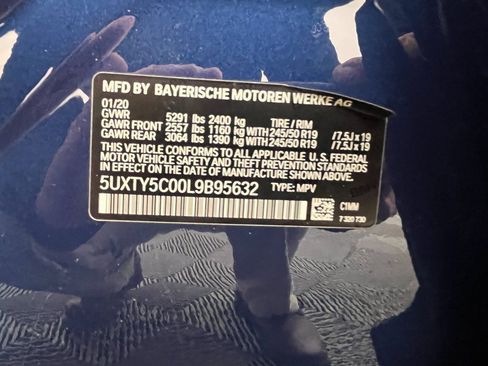 MFD BY BAYERISCHE MOTOREN WERKE AG
01/20
GVWR 5291 lbs 2400 kg TIRE / RIM
GAWR FRONT 2557 lbs 1160 kg WITH 245/50 R19 /7.5J x 19
GAWR REAR 3064 lbs 1390 kg WITH 245/50 R19 /7.5J x 19
THIS VEHICLE CONFORMS TO ALL APPLICABLE U.S. FEDERAL
MOTOR VEHICLE SAFETY AND THEFT PREVENTION STANDARDS
IN EFFECT ON THE DATE OF MANUFACTURE SHOWN ABOVE.
5UXTY5C00L9B95632 TYPE: MPV
C1MM
7 320 730